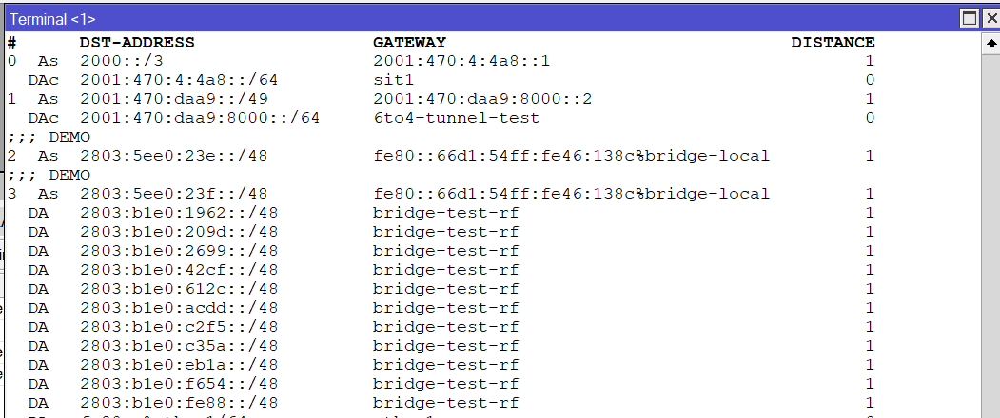 Terminal <1>
# DST-ADDRESS GATEWAY DISTANCE
0 As 2000::/3 2001:470:4:4a8::1 1
DAc 2001:470:4:4a8::/64 sit1 0
1 As 2001:470:daa9::/49 2001:470:daa9:8000::2 1
DAc 2001:470:daa9:8000::/64 6to4-tunnel-test 0
;;; DEMO
2 As 2803:5ee0:23e::/48 fe80::66d1:54ff:fe46:138c%bridge-local 1
;;; DEMO
3 As 2803:5ee0:23f::/48 fe80::66d1:54ff:fe46:138c%bridge-local 1
DA 2803:b1e0:1962::/48 bridge-test-rf 1
DA 2803:b1e0:209d::/48 bridge-test-rf 1
DA 2803:b1e0:2699::/48 bridge-test-rf 1
DA 2803:b1e0:42cf::/48 bridge-test-rf 1
DA 2803:b1e0:612c::/48 bridge-test-rf 1
DA 2803:b1e0:acdd::/48 bridge-test-rf 1
DA 2803:b1e0:c2f5::/48 bridge-test-rf 1
DA 2803:b1e0:c35a::/48 bridge-test-rf 1
DA 2803:b1e0:eb1a::/48 bridge-test-rf 1
DA 2803:b1e0:f654::/48 bridge-test-rf 1
DA 2803:b1e0:fe88::/48 bridge-test-rf 1